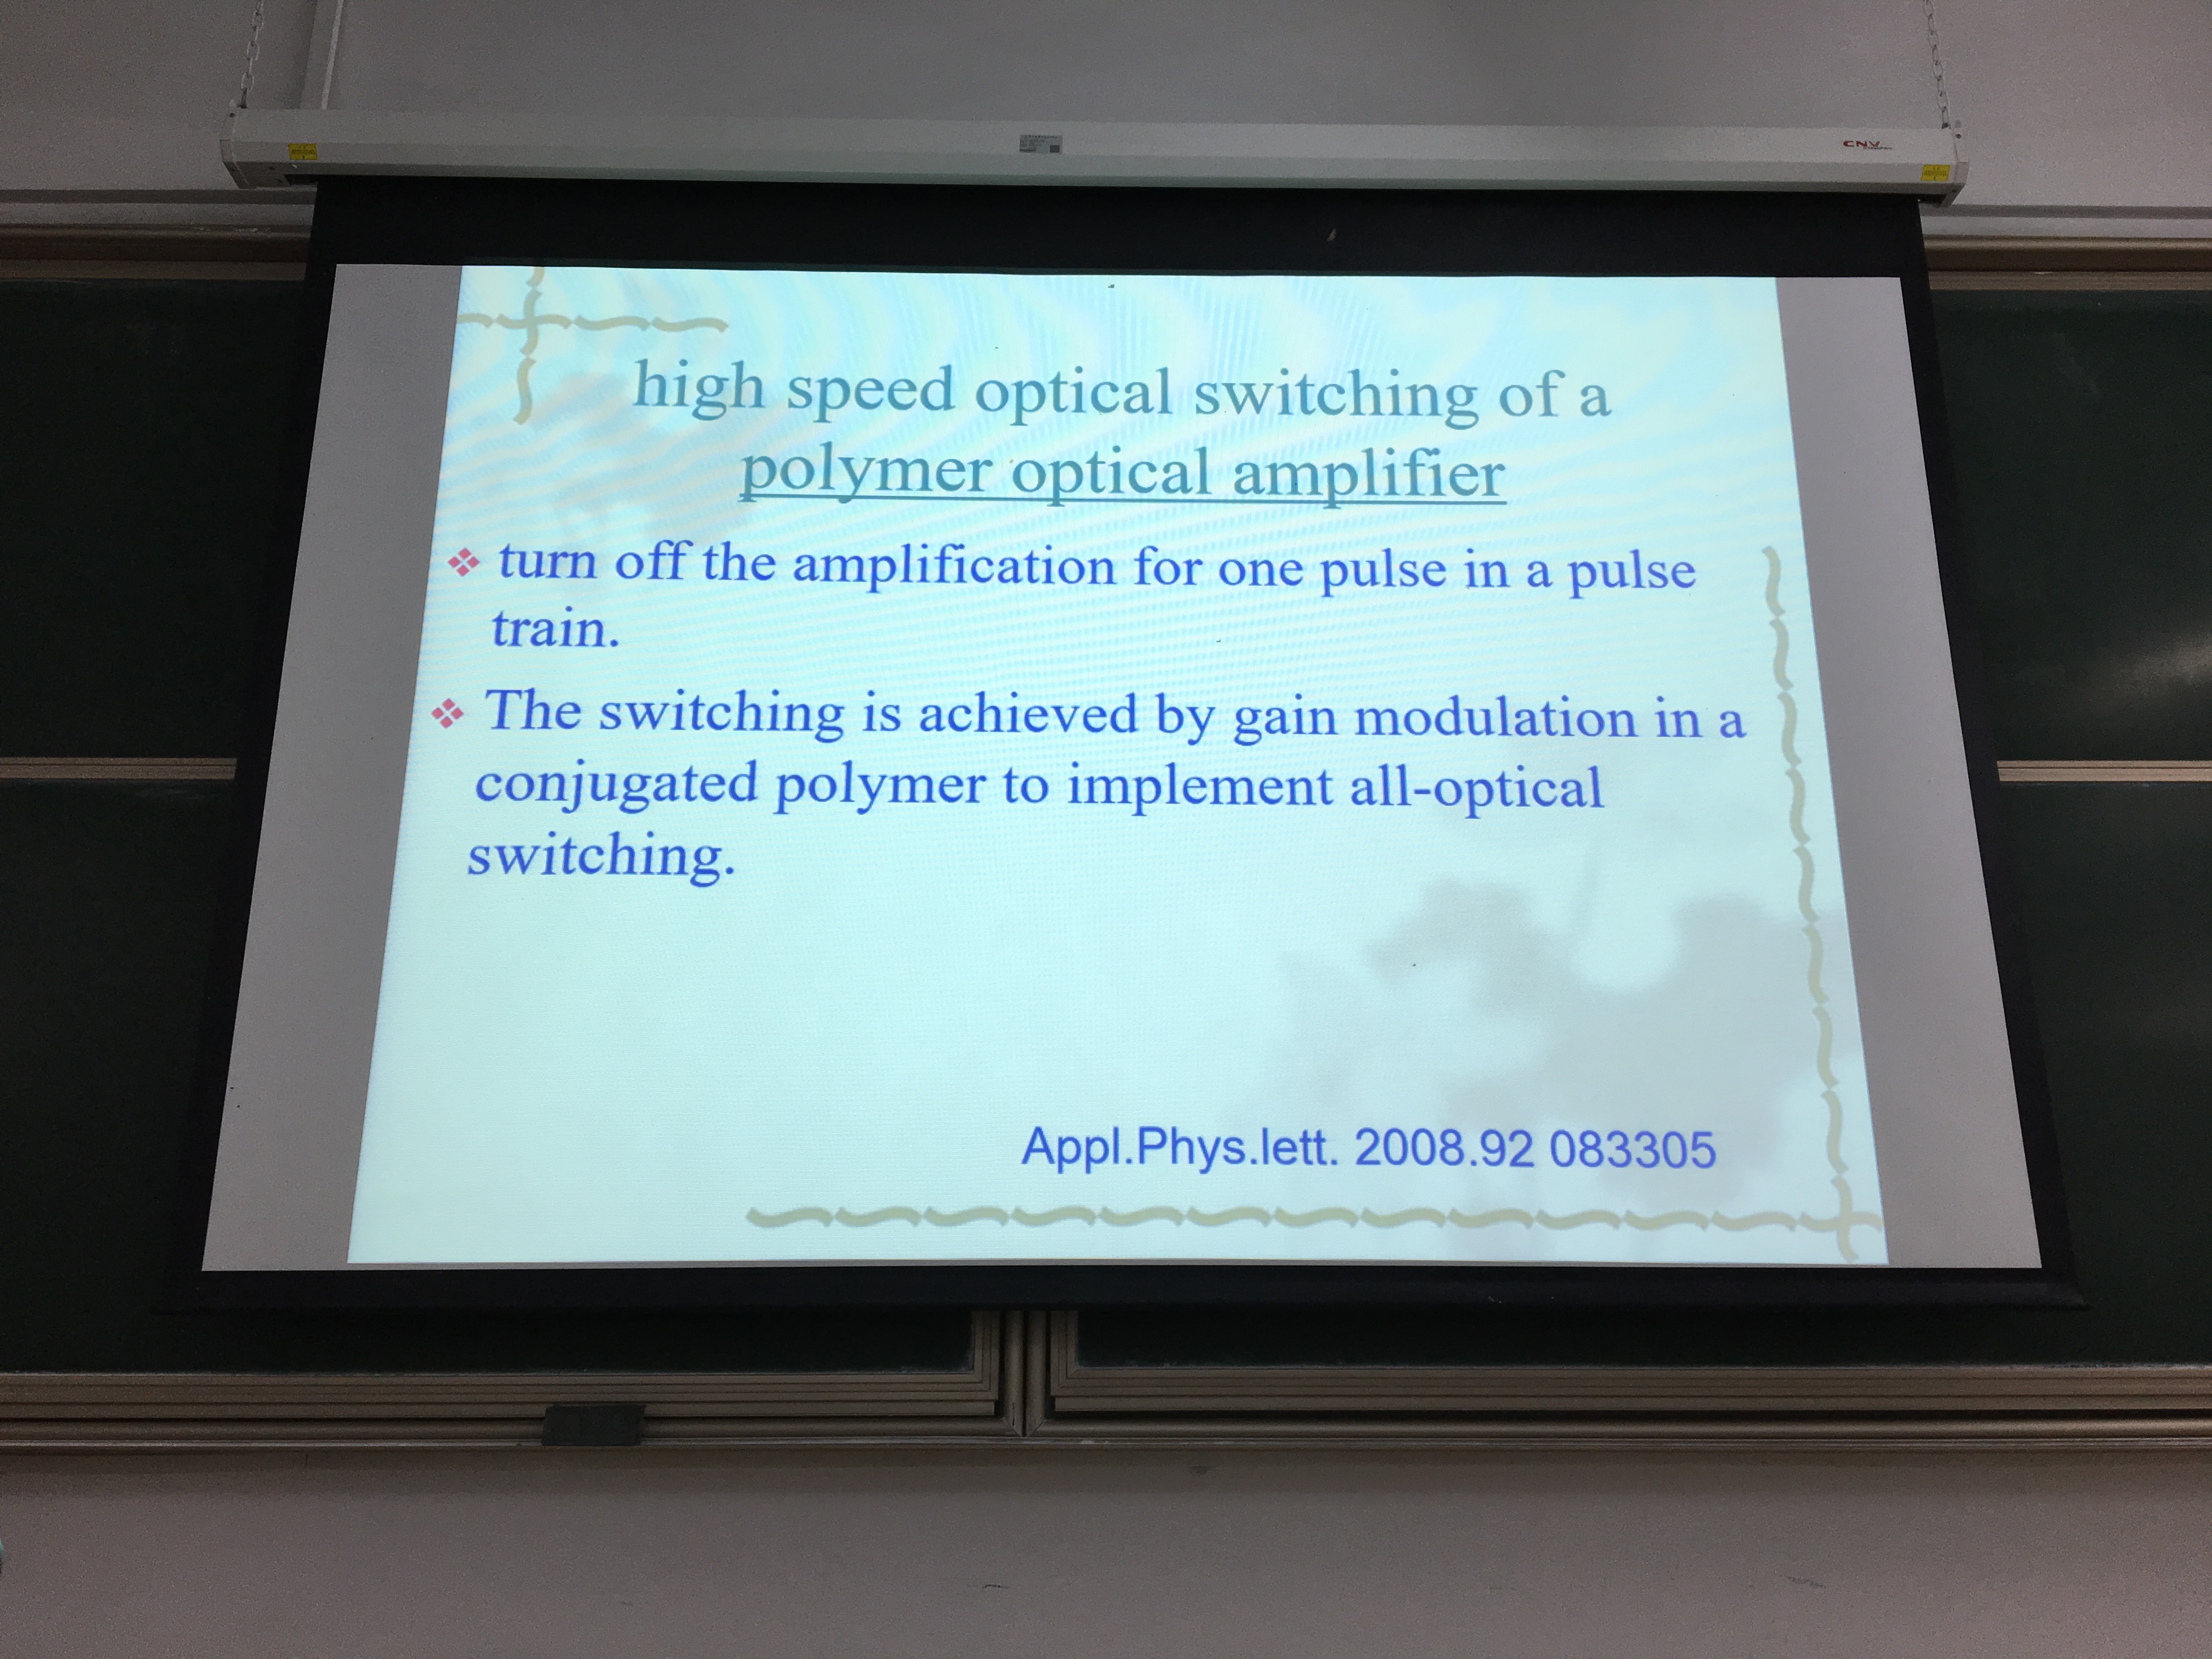 CNV
high speed optical switching of a
polymer optical amplifier
❖ turn off the amplification for one pulse in a pulse
train.
❖ The switching is achieved by gain modulation in a
conjugated polymer to implement all-optical
switching.
Appl.Phys.lett. 2008.92 083305